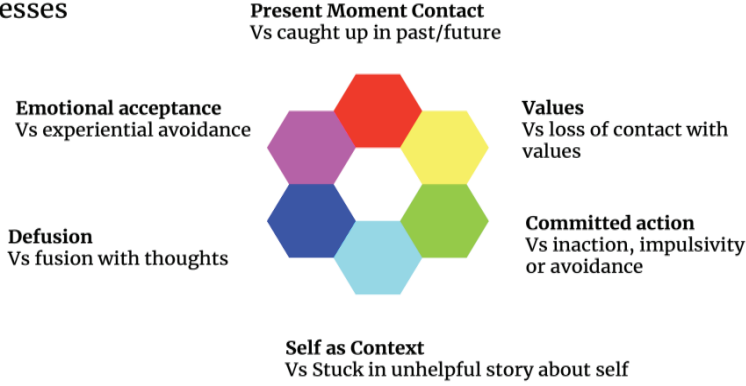 esses
Present Moment Contact
Vs caught up in past/future
Emotional acceptance
Vs experiential avoidance
Values
Vs loss of contact with
values
Defusion
Vs fusion with thoughts
Committed action
Vs inaction, impulsivity
or avoidance
Self as Context
Vs Stuck in unhelpful story about self